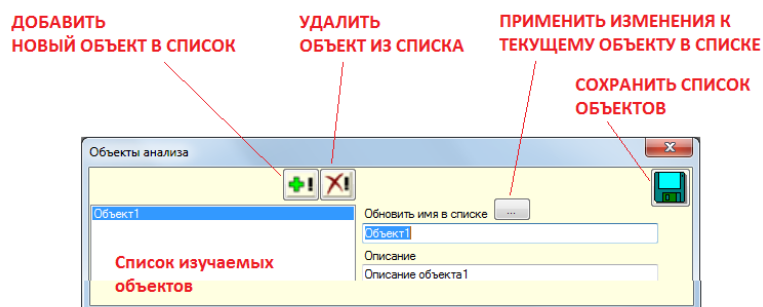 ДОБАВИТЬ
НОВЫЙ ОБЪЕКТ В СПИСОК
УДАЛИТЬ
ОБЪЕКТ ИЗ СПИСКА
ПРИМЕНИТЬ ИЗМЕНЕНИЯ К
ТЕКУЩЕМУ ОБЪЕКТУ В СПИСКЕ
СОХРАНИТЬ СПИСОК
ОБЪЕКТОВ
Объекты анализа
Объект1
Обновить имя в списке ...
Объект1
Описание
Описание объекта1
Список изучаемых
объектов